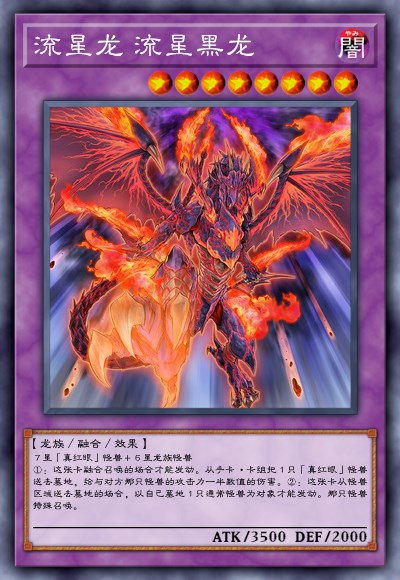 流星龙 流星黑龙
やみ
闇
【龙族/融合/效果】
7星「真红眼」怪兽+6星龙族怪兽
①：这张卡融合召唤的场合才能发动。从手卡·卡组把1只「真红眼」怪兽
送去墓地，给与对方那只怪兽的攻击力一半数值的伤害。②：这张卡从怪兽
区域送去墓地的场合，以自己墓地1只通常怪兽为对象才能发动。那只怪兽
特殊召唤。
ATK/3500 DEF/2000